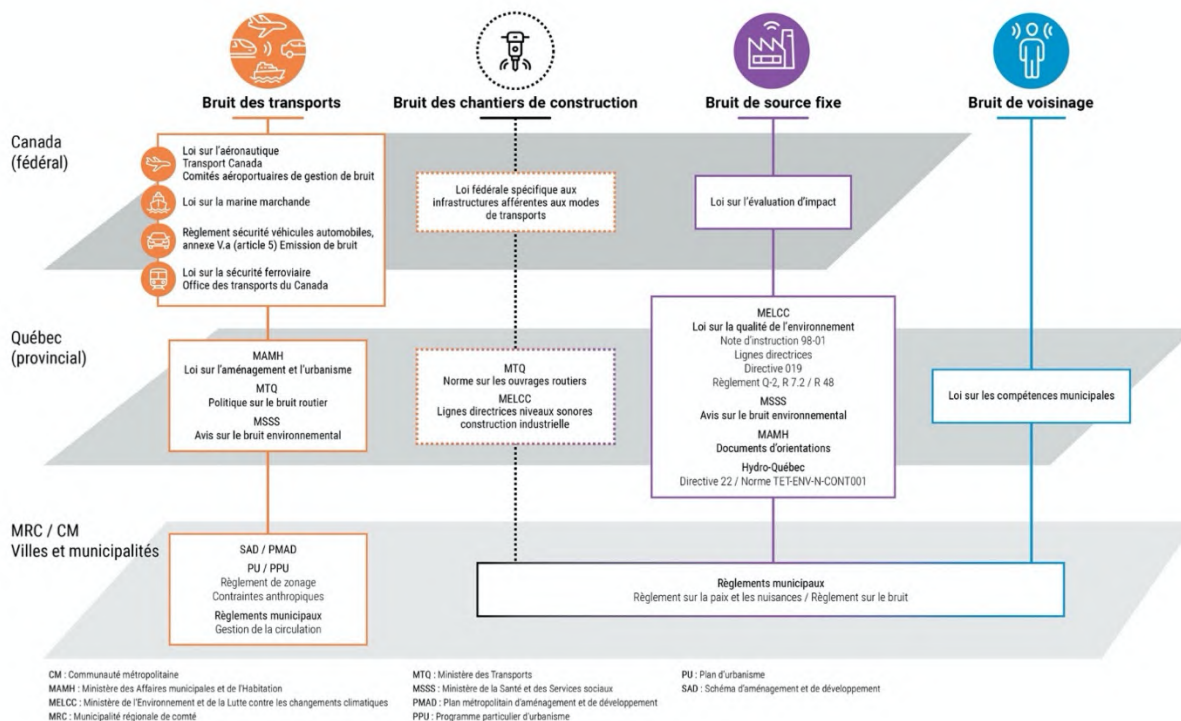 Bruit des transports
Bruit des chantiers de construction
Bruit de source fixe
Bruit de voisinage
Canada
(fédéral)
Loi sur l'aéronautique
Transport Canada
Comités aéroportuaires de gestion de bruit
Loi sur la marine marchande
Règlement sécurité véhicules automobiles,
annexe V.a (article 5) Emission de bruit
Loi sur la sécurité ferroviaire
Office des transports du Canada
Loi fédérale spécifique aux
infrastructures afférentes aux modes
de transports
Loi sur l'évaluation d'impact
Québec
(provincial)
MAMH
Loi sur l'aménagement et l'urbanisme
MTQ
Politique sur le bruit routier
MSSS
Avis sur le bruit environnemental
MTQ
Norme sur les ouvrages routiers
MELCC
Lignes directrices niveaux sonores
construction industrielle
MELCC
Loi sur la qualité de l'environnement
Note d'instruction 98-01
Lignes directrices
Directive 019
Règlement Q-2, R 7.2 / R 48
MSSS
Avis sur le bruit environnemental
MAMH
Documents d'orientations
Hydro-Québec
Directive 22 / Norme TET-ENV-N-CONT001
Loi sur les compétences municipales
MRC / CM
Villes et municipalités
SAD / PMAD
PU / PPU
Règlement de zonage
Contraintes anthropiques
Règlements municipaux
Gestion de la circulation
Règlements municipaux
Règlement sur la paix et les nuisances / Règlement sur le bruit
CM : Communauté métropolitaine
MAMH : Ministère des Affaires municipales et de l'Habitation
MELCC : Ministère de l'Environnement et de la Lutte contre les changements climatiques
MRC : Municipalité régionale de comté
MTQ : Ministère des Transports
MSSS : Ministère de la Santé et des Services sociaux
PMAD : Plan métropolitain d'aménagement et de développement
PPU : Programme particulier d'urbanisme
PU : Plan d'urbanisme
SAD : Schéma d'aménagement et de développement